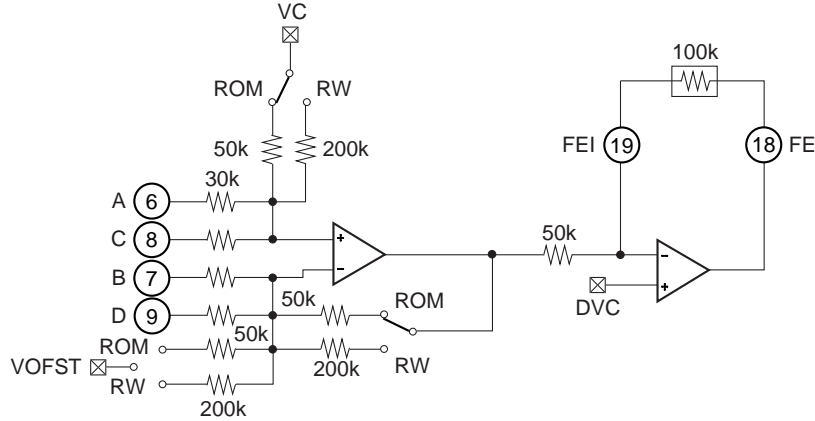 VC
100k
ROM
RW
50k
200k
FEI
19
18
FE
30k
A
6
C
8
+
−
50k
−
+
B
7
DVC
D
9
50k
ROM
ROM
50k
VOFST
RW
200k
RW
200k